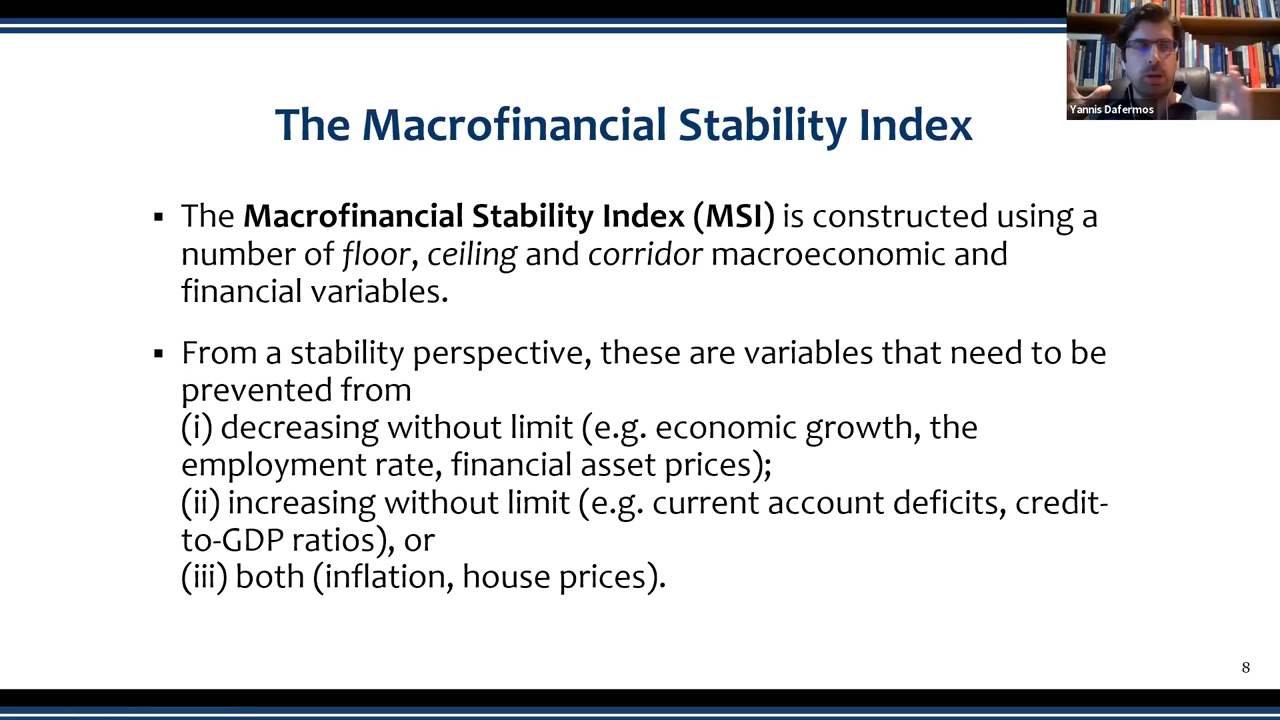 Yannis Dafermos
The Macrofinancial Stability Index
▪ The Macrofinancial Stability Index (MSI) is constructed using a
number of floor, ceiling and corridor macroeconomic and
financial variables.
▪ From a stability perspective, these are variables that need to be
prevented from
(i) decreasing without limit (e.g. economic growth, the
employment rate, financial asset prices);
(ii) increasing without limit (e.g. current account deficits, credit-
to-GDP ratios), or
(iii) both (inflation, house prices).
8